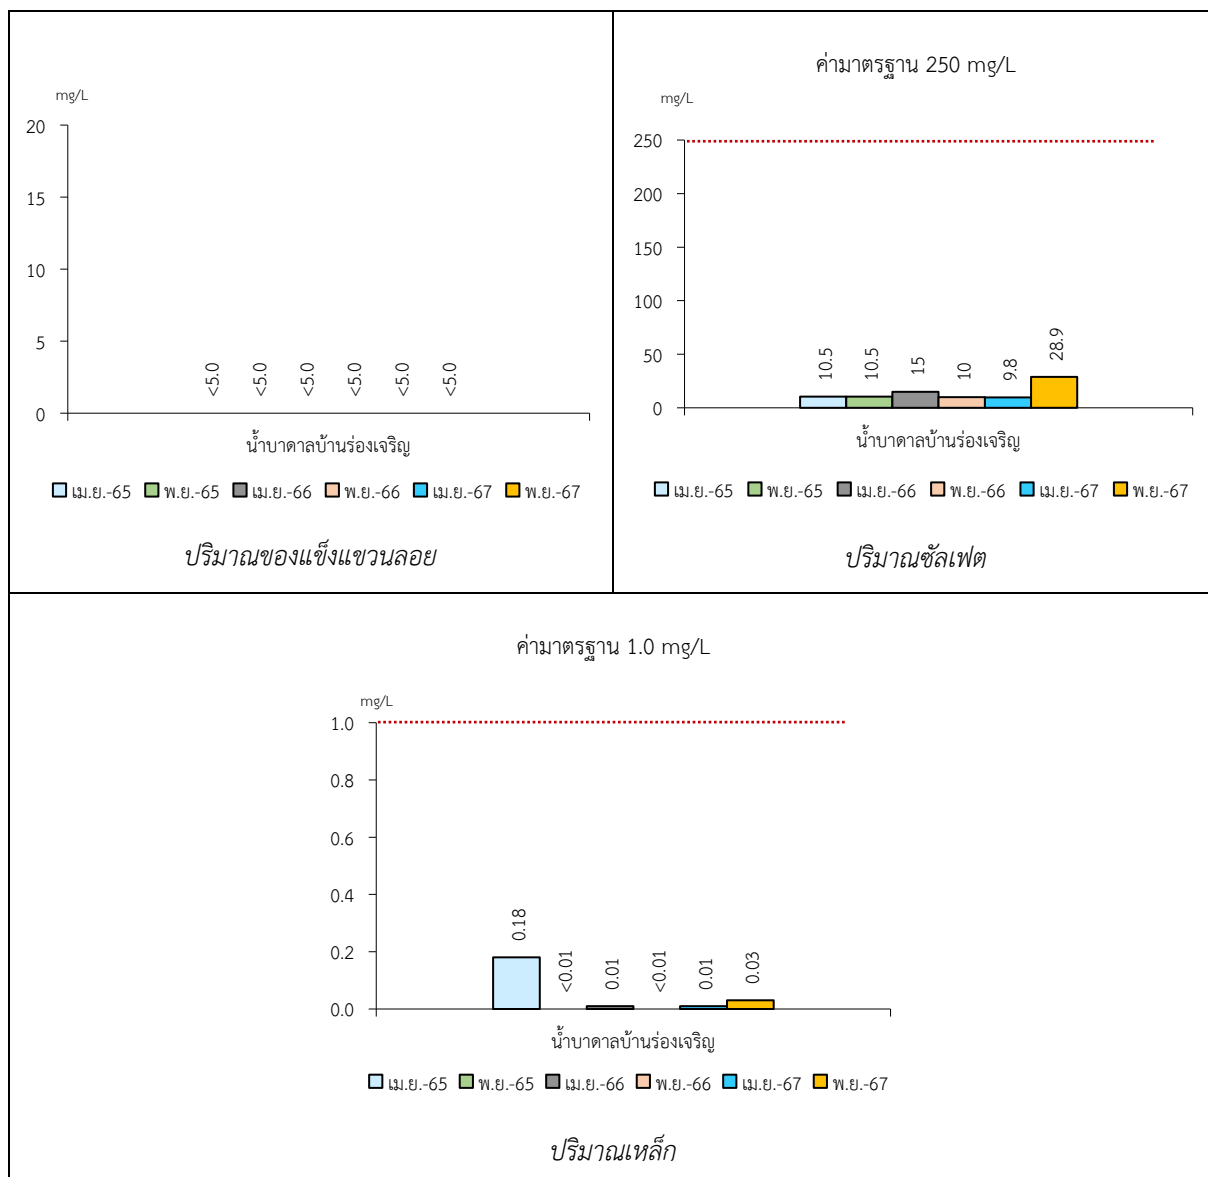 mg/L
20
15
10
5
0
<5.0 <5.0 <5.0 <5.0 <5.0 <5.0
น้ำบาดาลบ้านร่องเจริญ
เม.ย.-65 พ.ย.-65 เม.ย.-66 พ.ย.-66 เม.ย.-67 พ.ย.-67
ปริมาณของแข็งแขวนลอย
ค่ามาตรฐาน 250 mg/L
mg/L
250
200
150
100
50
0
10.5 10.5 15 10 9.8 28.9
น้ำบาดาลบ้านร่องเจริญ
เม.ย.-65 พ.ย.-65 เม.ย.-66 พ.ย.-66 เม.ย.-67 พ.ย.-67
ปริมาณซัลเฟต
ค่ามาตรฐาน 1.0 mg/L
mg/L
1.0
0.8
0.6
0.4
0.2
0.0
0.18 <0.01 0.01 <0.01 0.01 0.03
น้ำบาดาลบ้านร่องเจริญ
เม.ย.-65 พ.ย.-65 เม.ย.-66 พ.ย.-66 เม.ย.-67 พ.ย.-67
ปริมาณเหล็ก